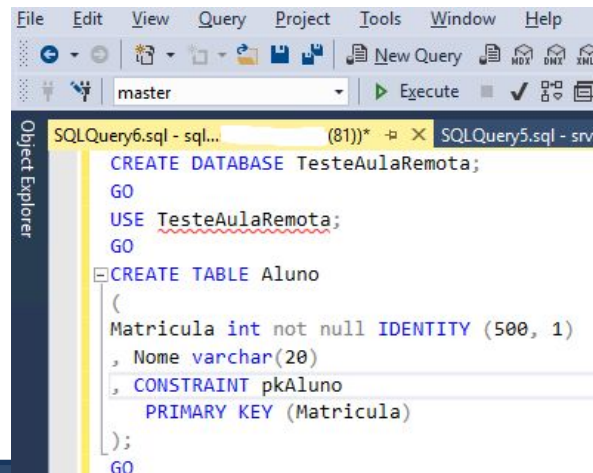 File Edit View Query Project Tools Window Help
New Query MDX DMX
master Execute
Object Explorer
SQLQuery6.sql - sql... (81))* SQLQuery5.sql - srv
CREATE DATABASE TesteAulaRemota;
GO
USE TesteAulaRemota;
GO
CREATE TABLE Aluno
(
Matricula int not null IDENTITY (500, 1)
, Nome varchar(20)
, CONSTRAINT pkAluno
PRIMARY KEY (Matricula)
);
GO